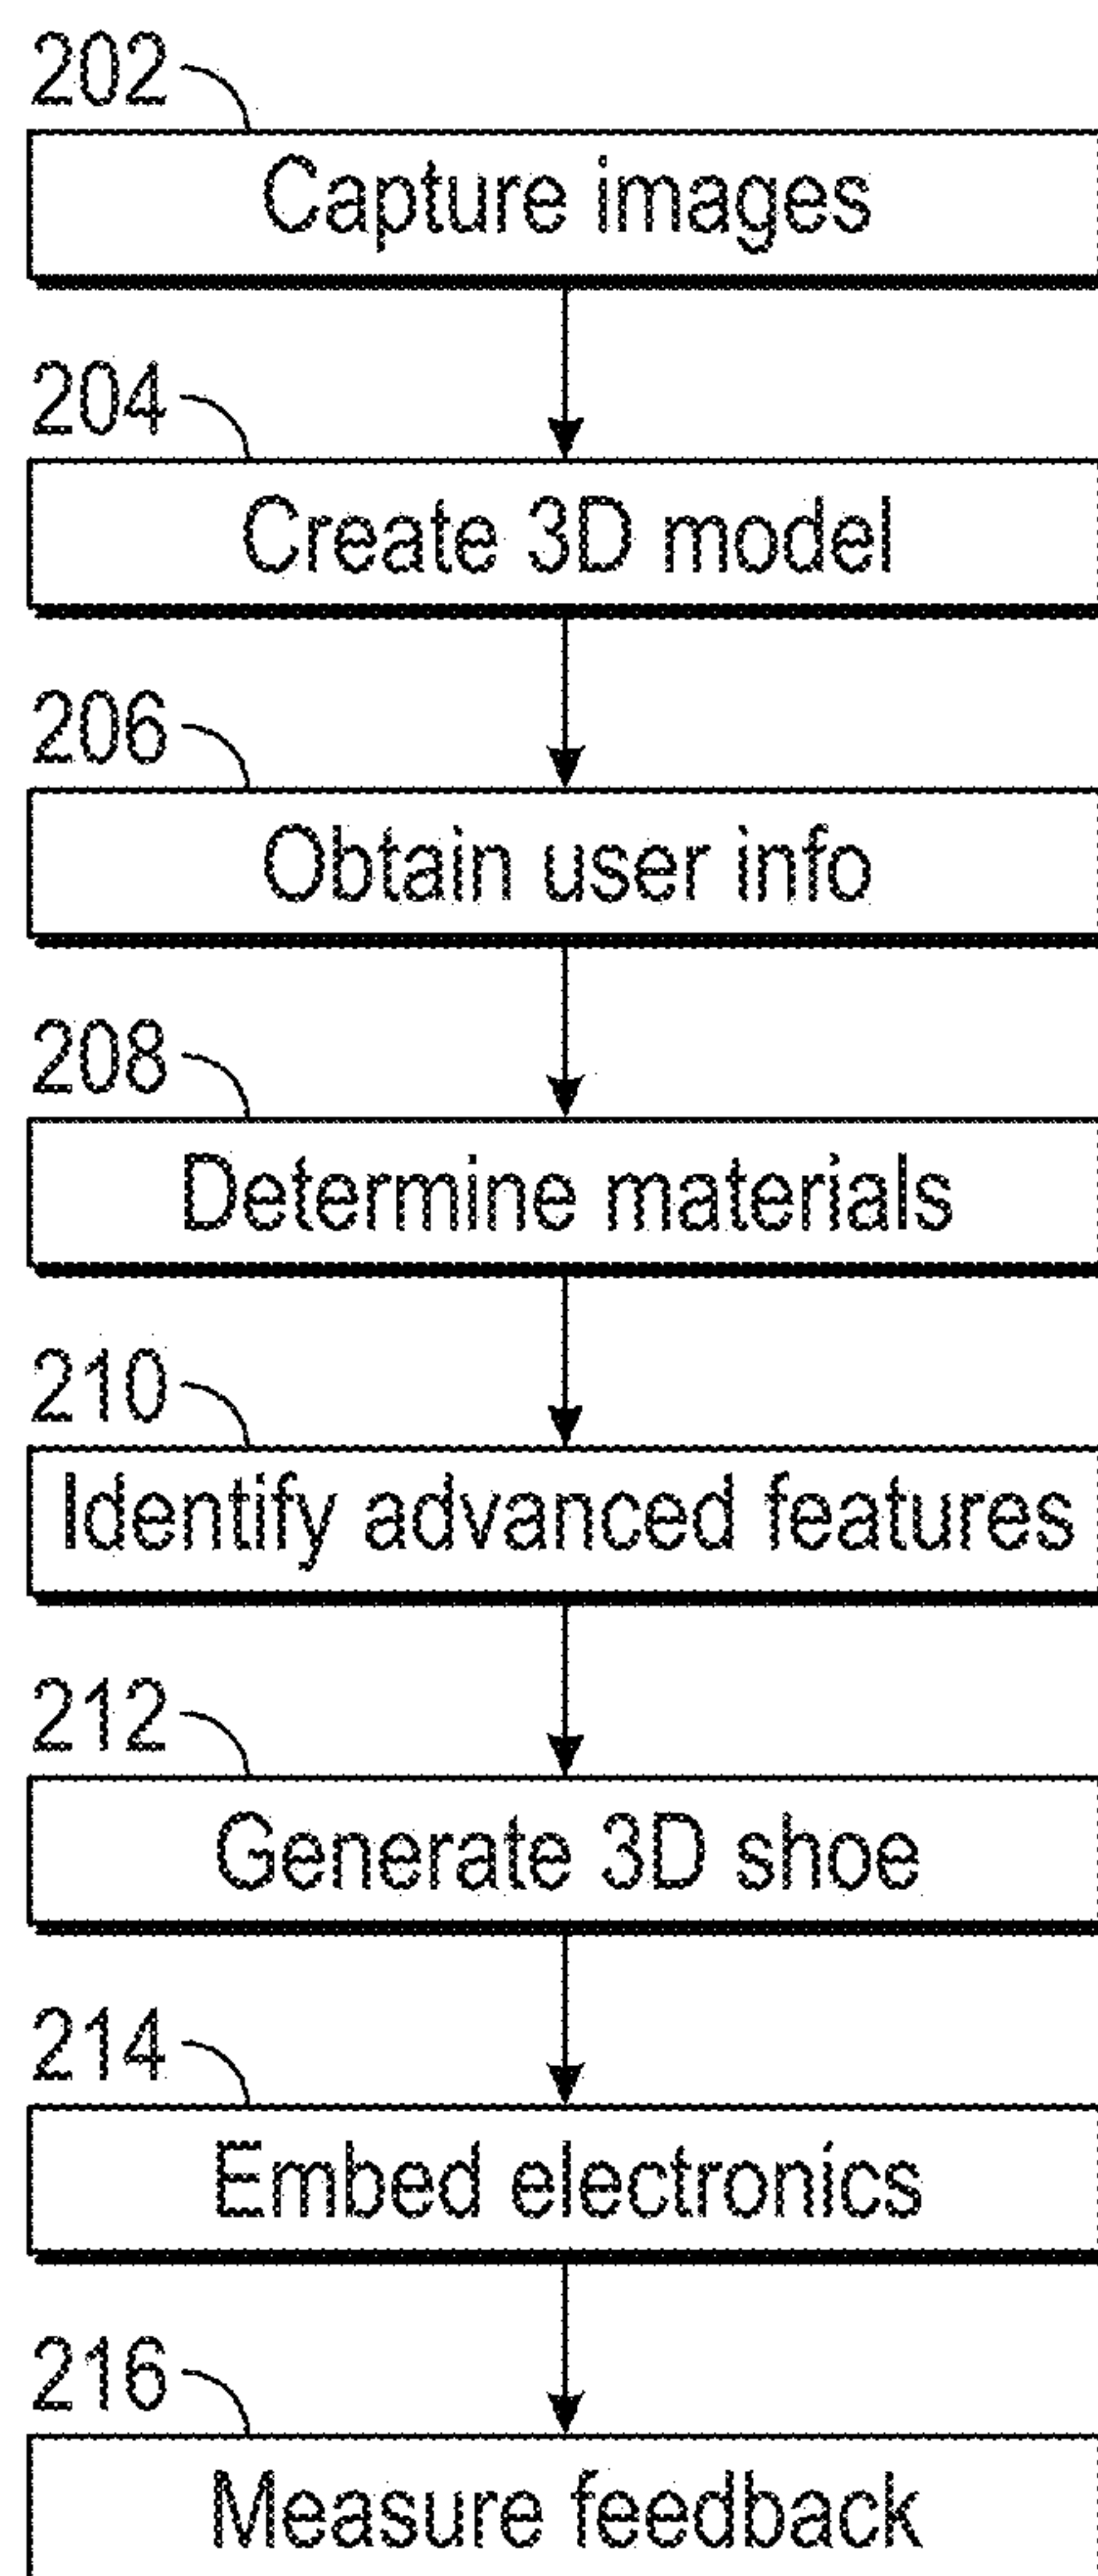 202
Capture images
204
Create 3D model
206
Obtain user info
208
Determine materials
210
Identify advanced features
212
Generate 3D shoe
214
Embed electronics
216
Measure feedback